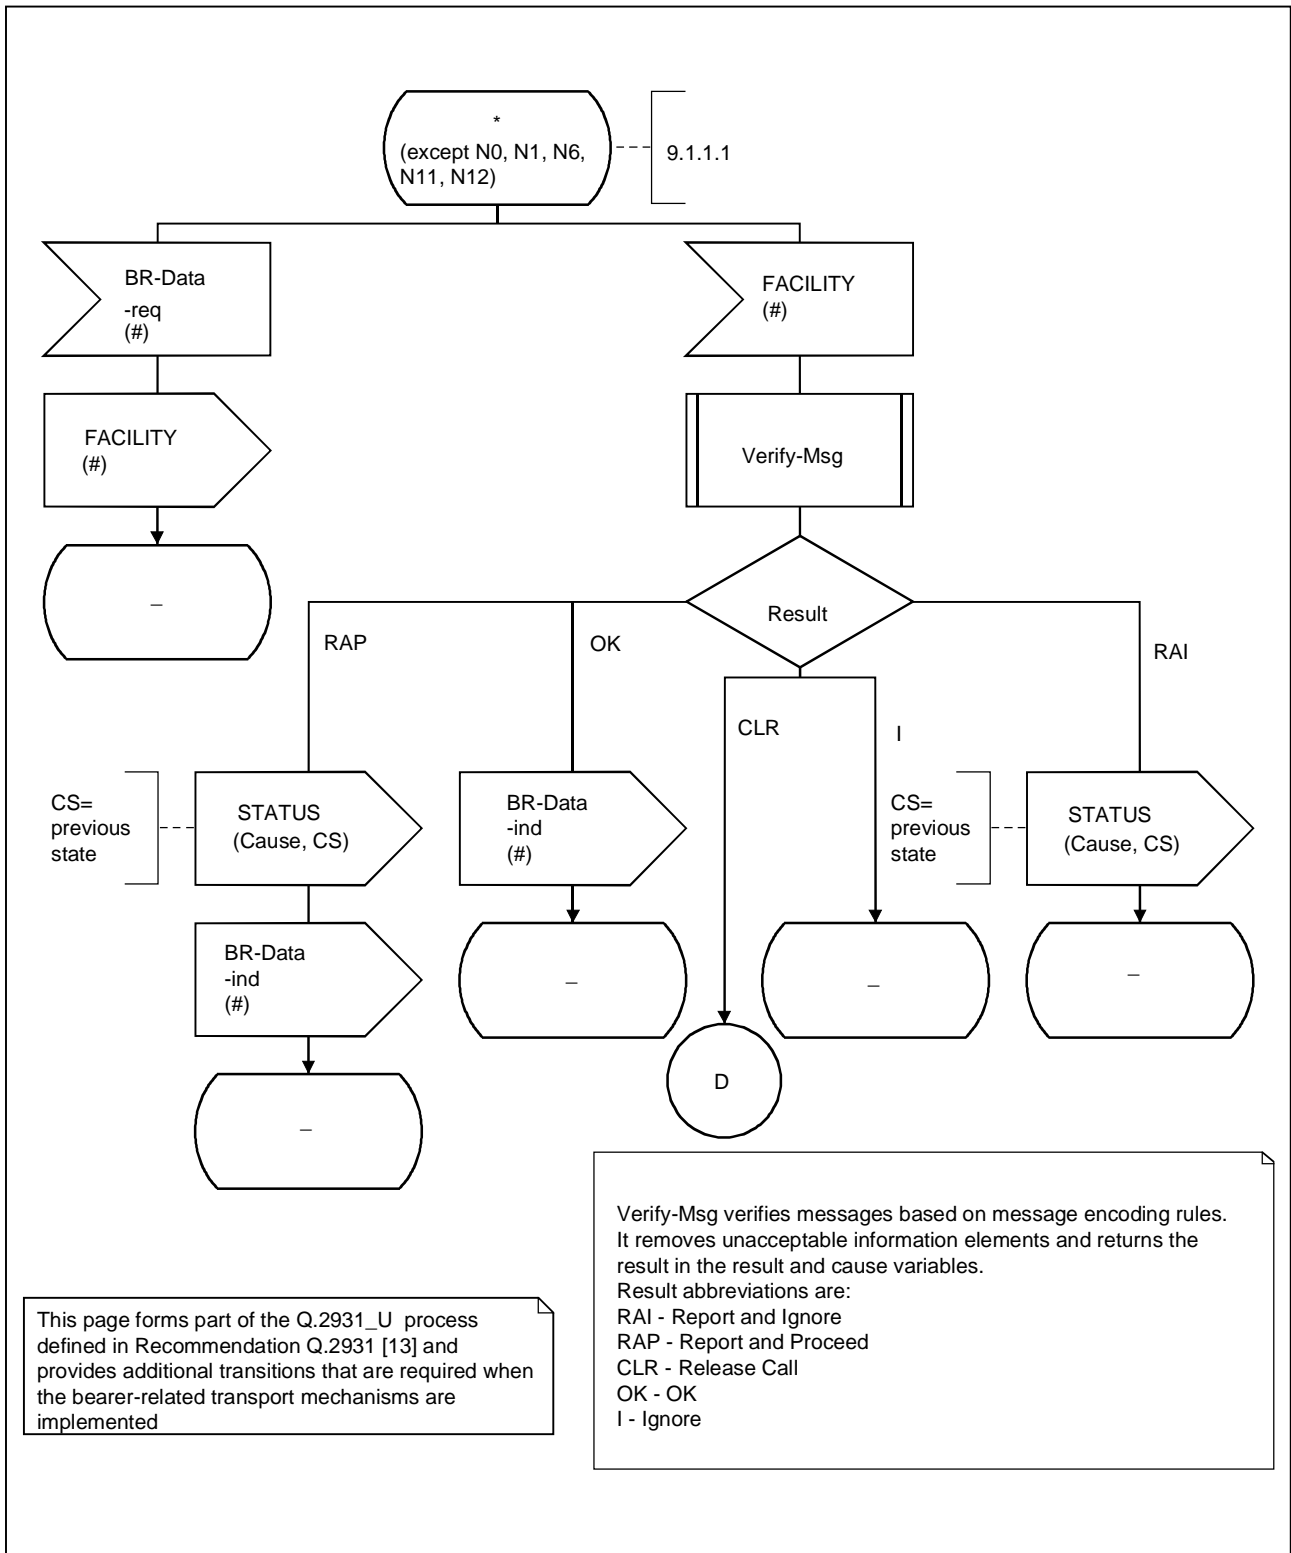 *
(except N0, N1, N6,
N11, N12)
9.1.1.1
BR-Data
-req
(#)
FACILITY
(#)
FACILITY
(#)
Verify-Msg
–
Result
RAP
OK
RAI
CLR
I
CS=
previous
state
STATUS
(Cause, CS)
BR-Data
-ind
(#)
CS=
previous
state
STATUS
(Cause, CS)
BR-Data
-ind
(#)
–
–
–
D
–
Verify-Msg verifies messages based on message encoding rules.
It removes unacceptable information elements and returns the
result in the result and cause variables.
Result abbreviations are:
RAI - Report and Ignore
RAP - Report and Proceed
CLR - Release Call
OK - OK
I - Ignore
This page forms part of the Q.2931_U process
defined in Recommendation Q.2931 [13] and
provides additional transitions that are required when
the bearer-related transport mechanisms are
implemented